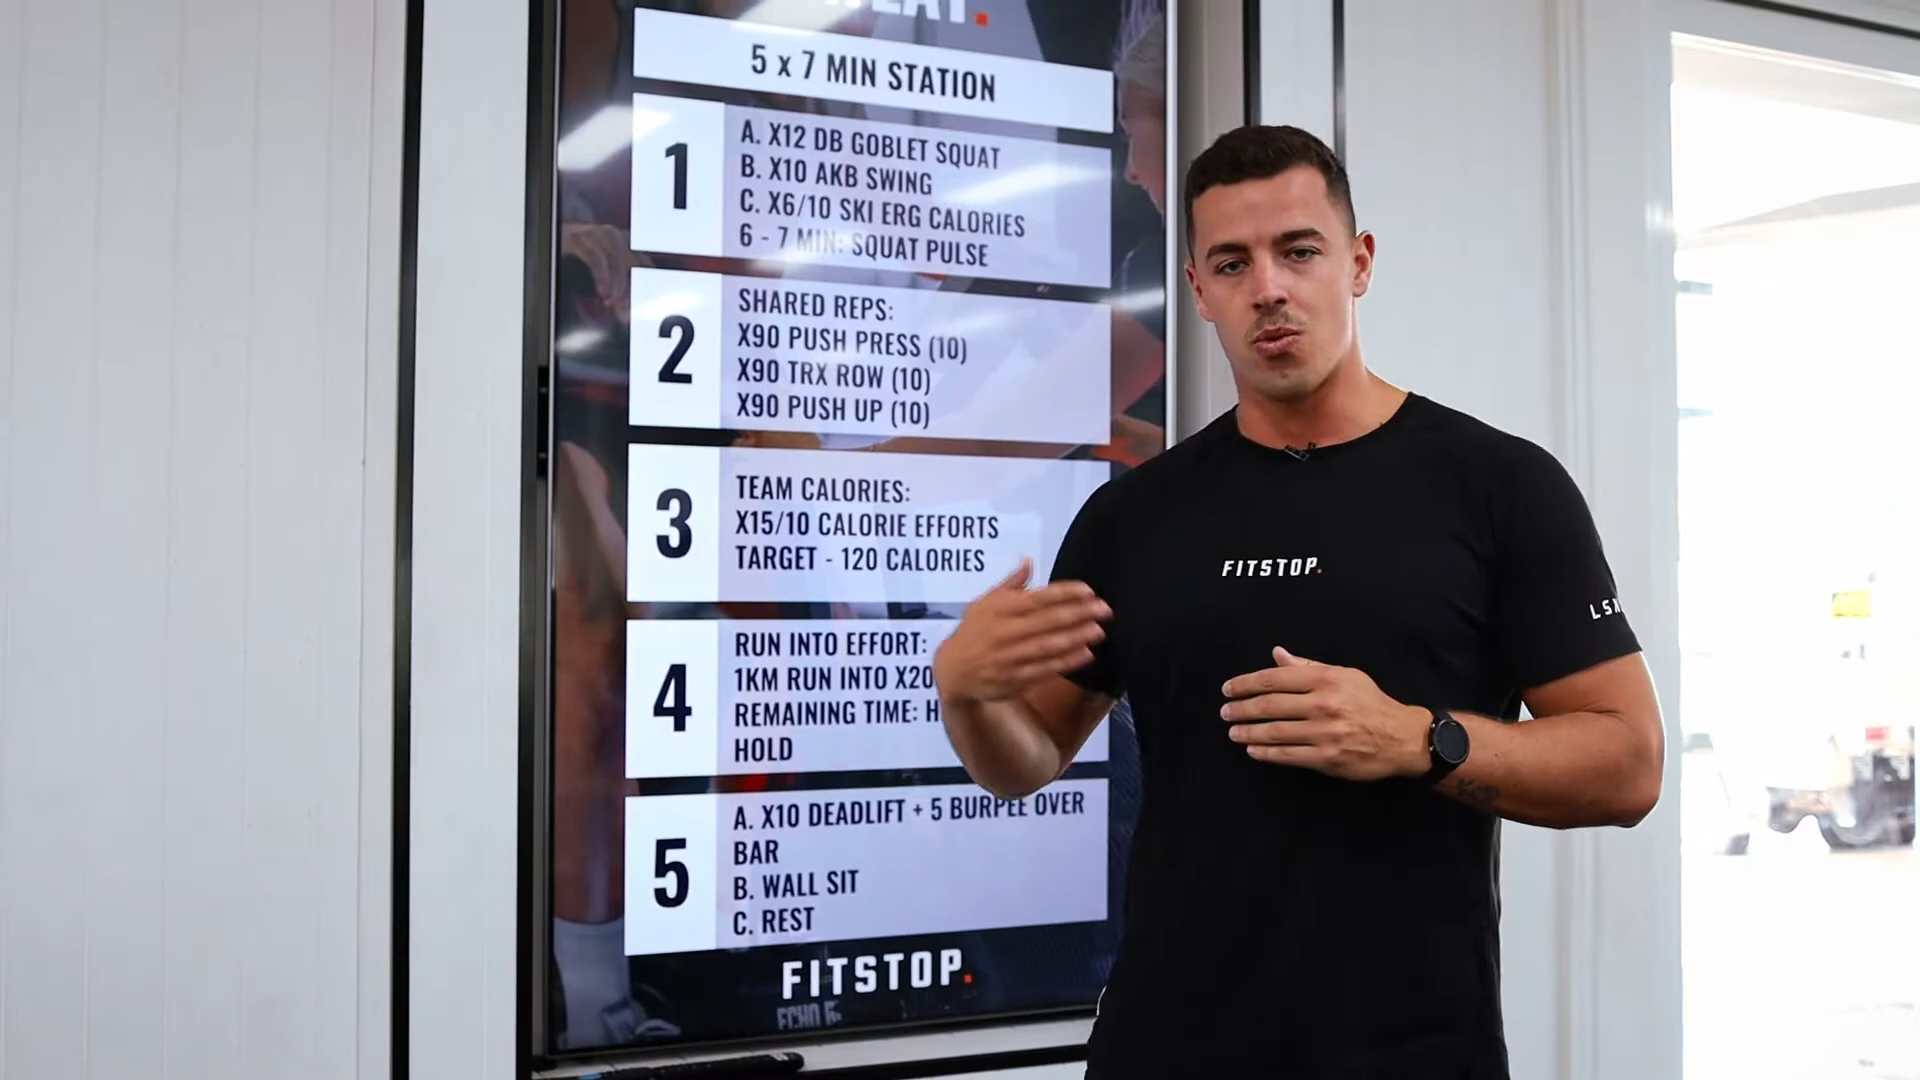 5 x 7 MIN STATION
1
A. X12 DB GOBLET SQUAT
B. X10 AKB SWING
C. X6/10 SKI ERG CALORIES
6 - 7 MIN: SQUAT PULSE
2
SHARED REPS:
X90 PUSH PRESS (10)
X90 TRX ROW (10)
X90 PUSH UP (10)
3
TEAM CALORIES:
X15/10 CALORIE EFFORTS
TARGET - 120 CALORIES
4
RUN INTO EFFORT:
1KM RUN INTO X20
REMAINING TIME:
HOLD
5
A. X10 DEADLIFT + 5 BURPEE OVER
BAR
B. WALL SIT
C. REST
FITSTOP.
FITSTOP.